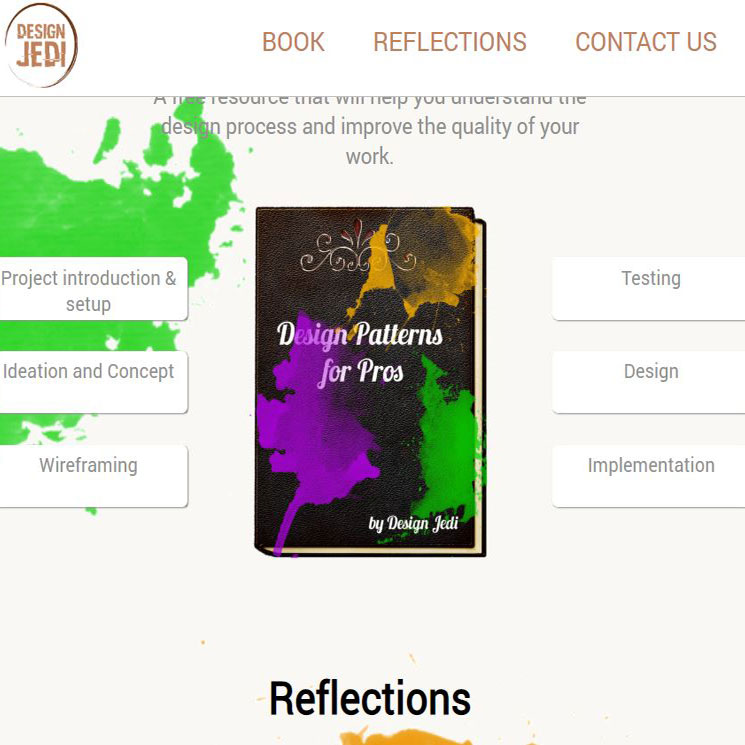 DESIGN
JEDI
BOOK REFLECTIONS CONTACT US
A free resource that will help you understand the
design process and improve the quality of your
work.
Project introduction &
setup
Ideation and Concept
Wireframing
Design Patterns
for Pros
by Design Jedi
Testing
Design
Implementation
Reflections